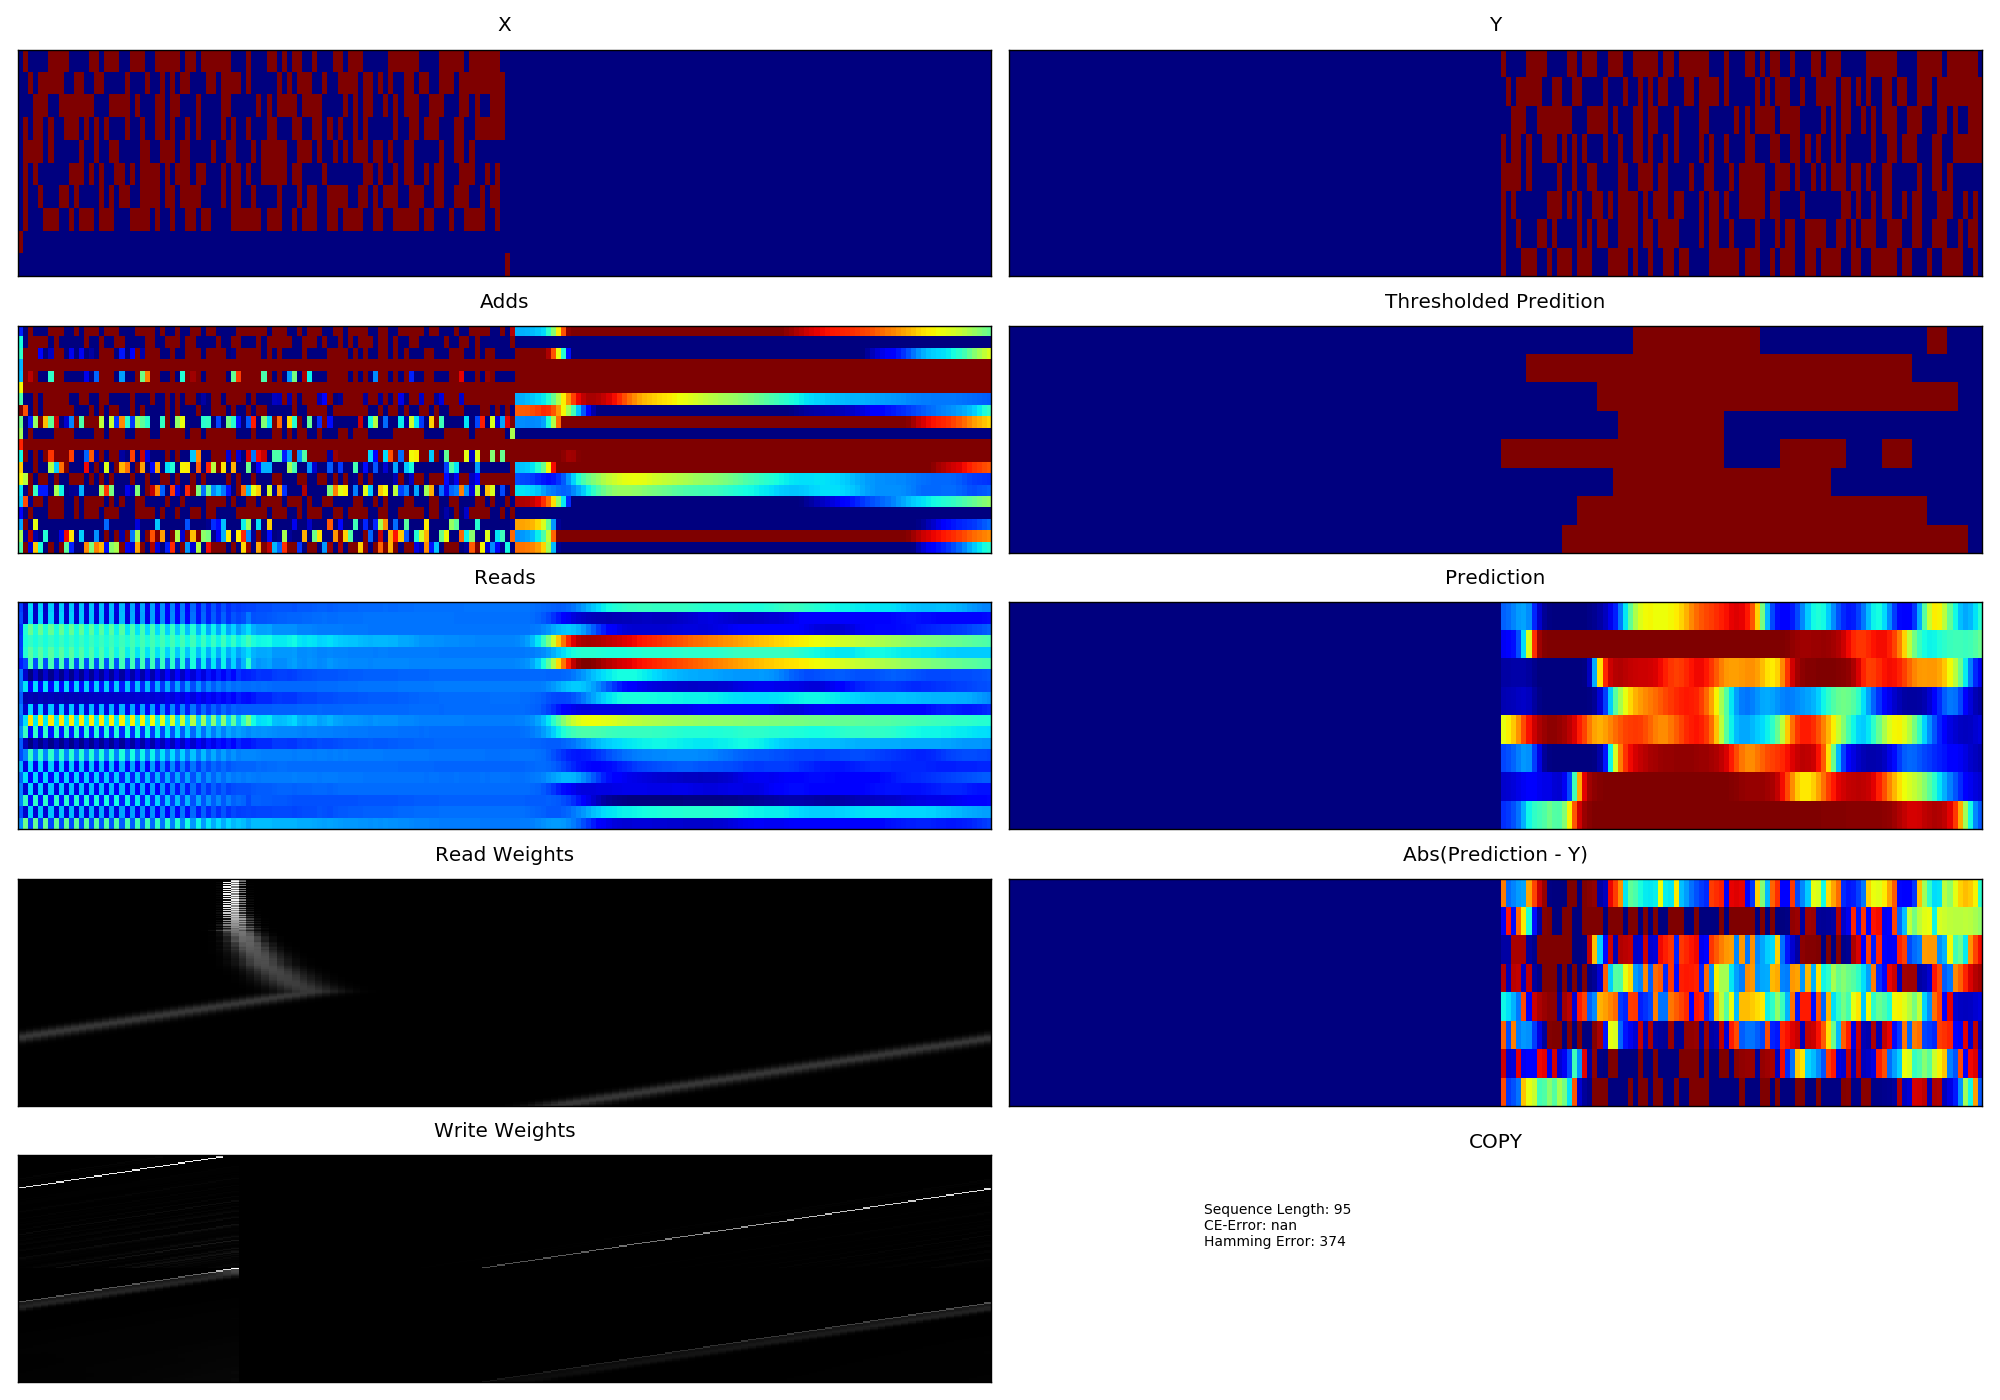 X
Y
Adds
Thresholded Predition
Reads
Prediction
Read Weights
Abs(Prediction - Y)
Write Weights
COPY
Sequence Length: 95
CE-Error: nan
Hamming Error: 374